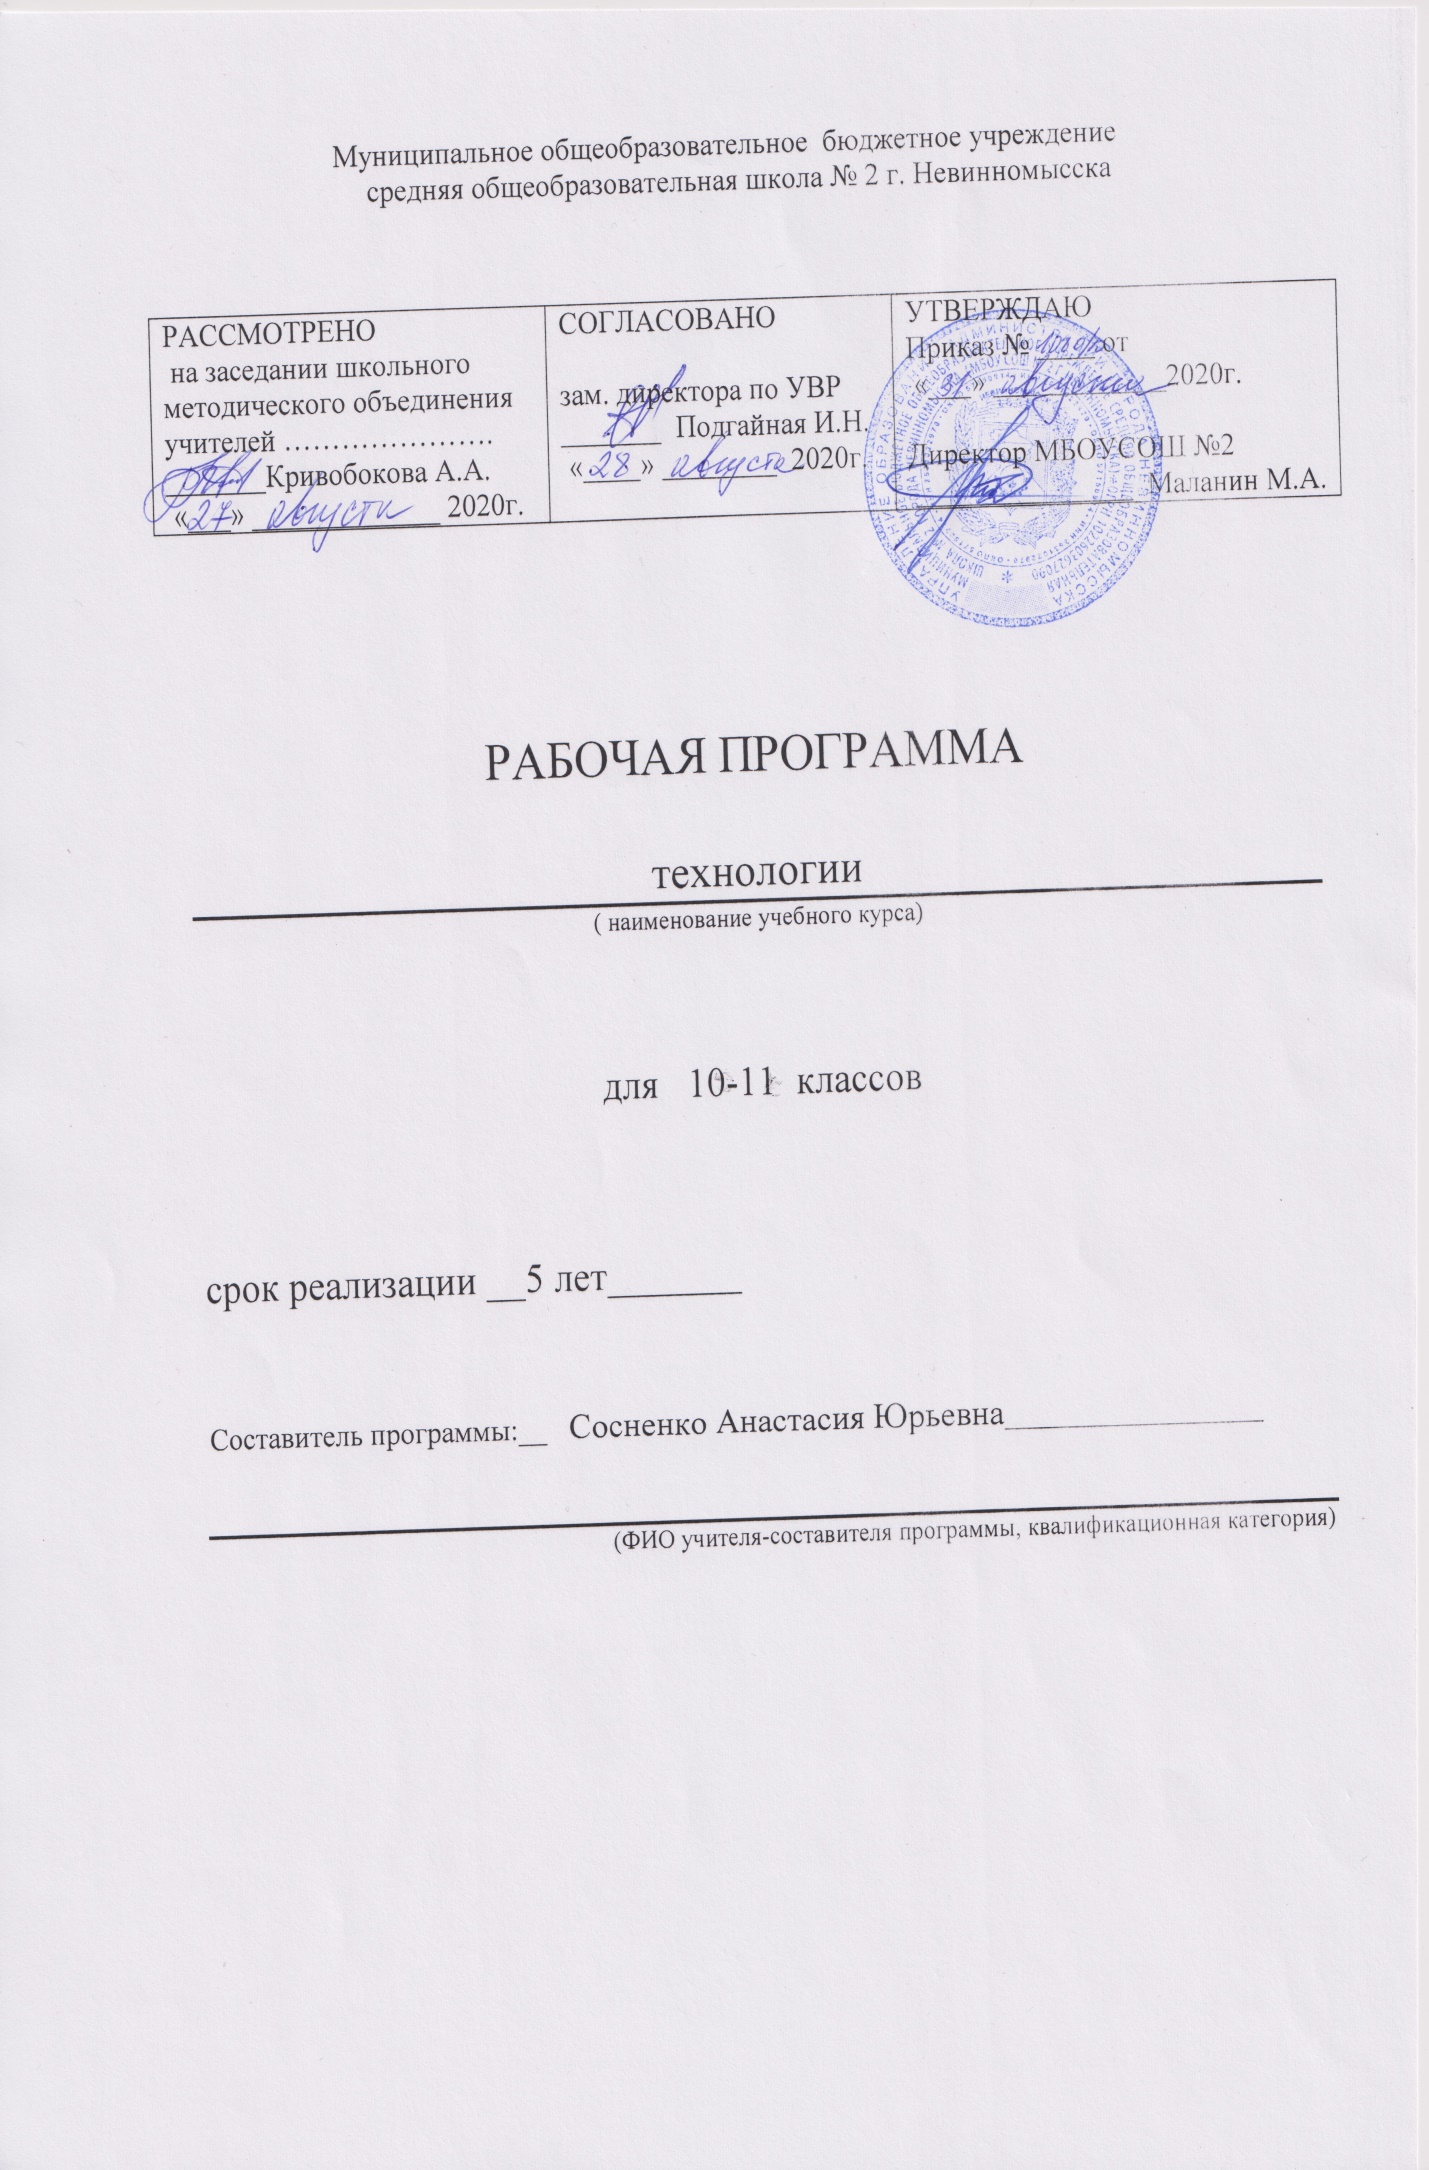 Муниципальное общеобразовательное бюджетное учреждение
средняя общеобразовательная школа № 2 г. Невинномысска
РАССМОТРЕНО
на заседании школьного
методического объединения
учителей ………………….
_______Кривобокова А.А.
«27» августа 2020г.
СОГЛАСОВАНО
зам. директора по УВР
_______ Подгайная И.Н.
«28» августа 2020г
УТВЕРЖДАЮ
Приказ № от
«31» августа 2020г.
Директор МБОУСОШ №2
Маланин М.А.
РАБОЧАЯ ПРОГРАММА
технологии
( наименование учебного курса)
для 10-11 классов
срок реализации __5 лет_______
Составитель программы:__ Сосненко Анастасия Юрьевна________________
(ФИО учителя-составителя программы, квалификационная категория)